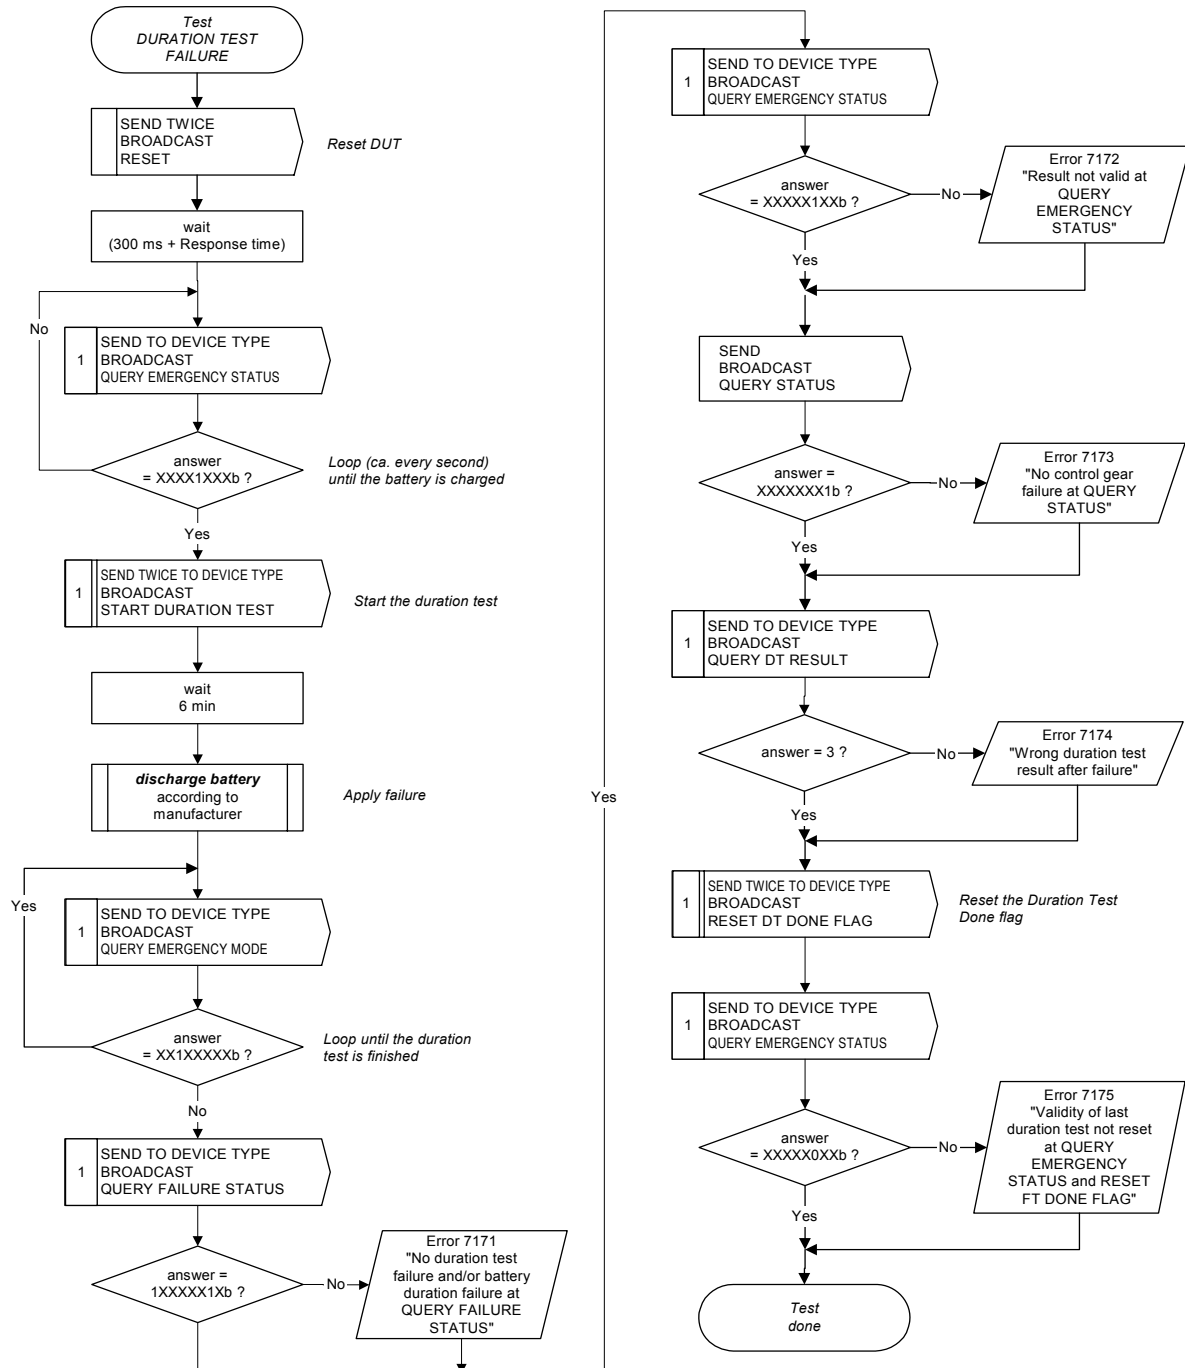 Test
DURATION TEST
FAILURE
SEND TWICE
BROADCAST
RESET
Reset DUT
wait
(300 ms + Response time)
No
1
SEND TO DEVICE TYPE
BROADCAST
QUERY EMERGENCY STATUS
answer
= XXXX1XXXb ?
Loop (ca. every second)
until the battery is charged
Yes
1
SEND TWICE TO DEVICE TYPE
BROADCAST
START DURATION TEST
Start the duration test
wait
6 min
discharge battery
according to
manufacturer
Apply failure
Yes
1
SEND TO DEVICE TYPE
BROADCAST
QUERY EMERGENCY MODE
answer
= XX1XXXXXb ?
Loop until the duration
test is finished
No
1
SEND TO DEVICE TYPE
BROADCAST
QUERY FAILURE STATUS
answer =
1XXXXX1Xb ?
No
Error 7171
"No duration test
failure and/or battery
duration failure at
QUERY FAILURE
STATUS"
Yes
1
SEND TO DEVICE TYPE
BROADCAST
QUERY EMERGENCY STATUS
answer
= XXXXX1XXb ?
No
Error 7172
"Result not valid at
QUERY
EMERGENCY
STATUS"
Yes
SEND
BROADCAST
QUERY STATUS
answer =
XXXXXXX1b ?
No
Error 7173
"No control gear
failure at QUERY
STATUS"
Yes
1
SEND TO DEVICE TYPE
BROADCAST
QUERY DT RESULT
answer = 3 ?
No
Error 7174
"Wrong duration test
result after failure"
Yes
1
SEND TWICE TO DEVICE TYPE
BROADCAST
RESET DT DONE FLAG
Reset the Duration Test
Done flag
1
SEND TO DEVICE TYPE
BROADCAST
QUERY EMERGENCY STATUS
answer
= XXXXX0XXb ?
No
Error 7175
"Validity of last
duration test not reset
at QUERY
EMERGENCY
STATUS and RESET
FT DONE FLAG"
Yes
Test
done